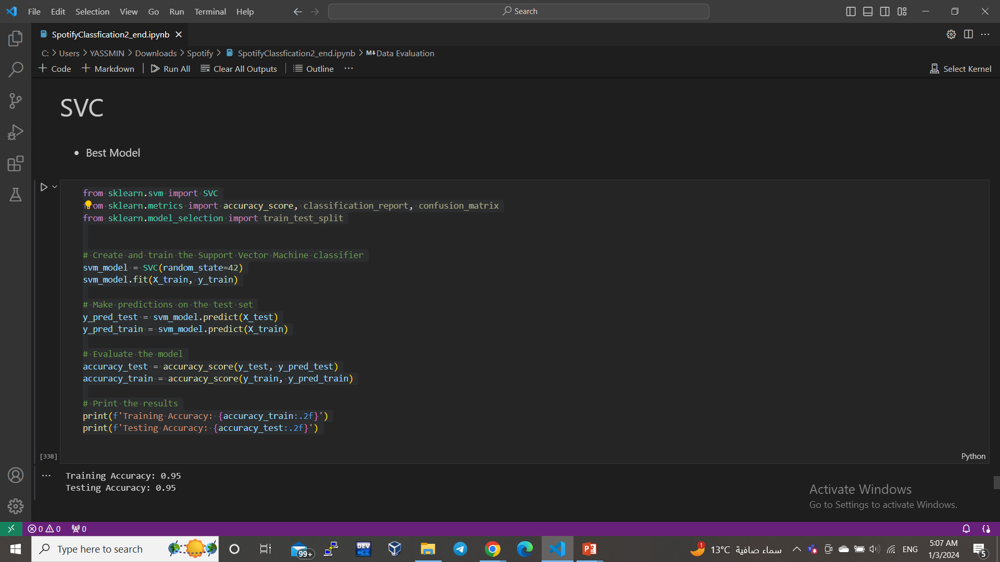 File Edit Selection View Go Run Terminal Help
Search
SpotifyClassfication2_end.ipynb
C: > Users > YASSMIN > Downloads > Spotify > SpotifyClassfication2_end.ipynb > M↓Data Evaluation
+ Code + Markdown | Run All Clear All Outputs | Outline ···
Select Kernel
SVC
• Best Model
from sklearn.svm import SVC
from sklearn.metrics import accuracy_score, classification_report, confusion_matrix
from sklearn.model_selection import train_test_split
# Create and train the Support Vector Machine classifier
svm_model = SVC(random_state=42)
svm_model.fit(X_train, y_train)
# Make predictions on the test set
y_pred_test = svm_model.predict(X_test)
y_pred_train = svm_model.predict(X_train)
# Evaluate the model
accuracy_test = accuracy_score(y_test, y_pred_test)
accuracy_train = accuracy_score(y_train, y_pred_train)
# Print the results
print(f'Training Accuracy: {accuracy_train:.2f}')
print(f'Testing Accuracy: {accuracy_test:.2f}')
[338]
Python
··· Training Accuracy: 0.95
Testing Accuracy: 0.95
Activate Windows
Go to Settings to activate Windows.
0 0 0
Type here to search
99+
DEV
1
13°C سماء صافية
ENG
5:07 AM
1/3/2024
5